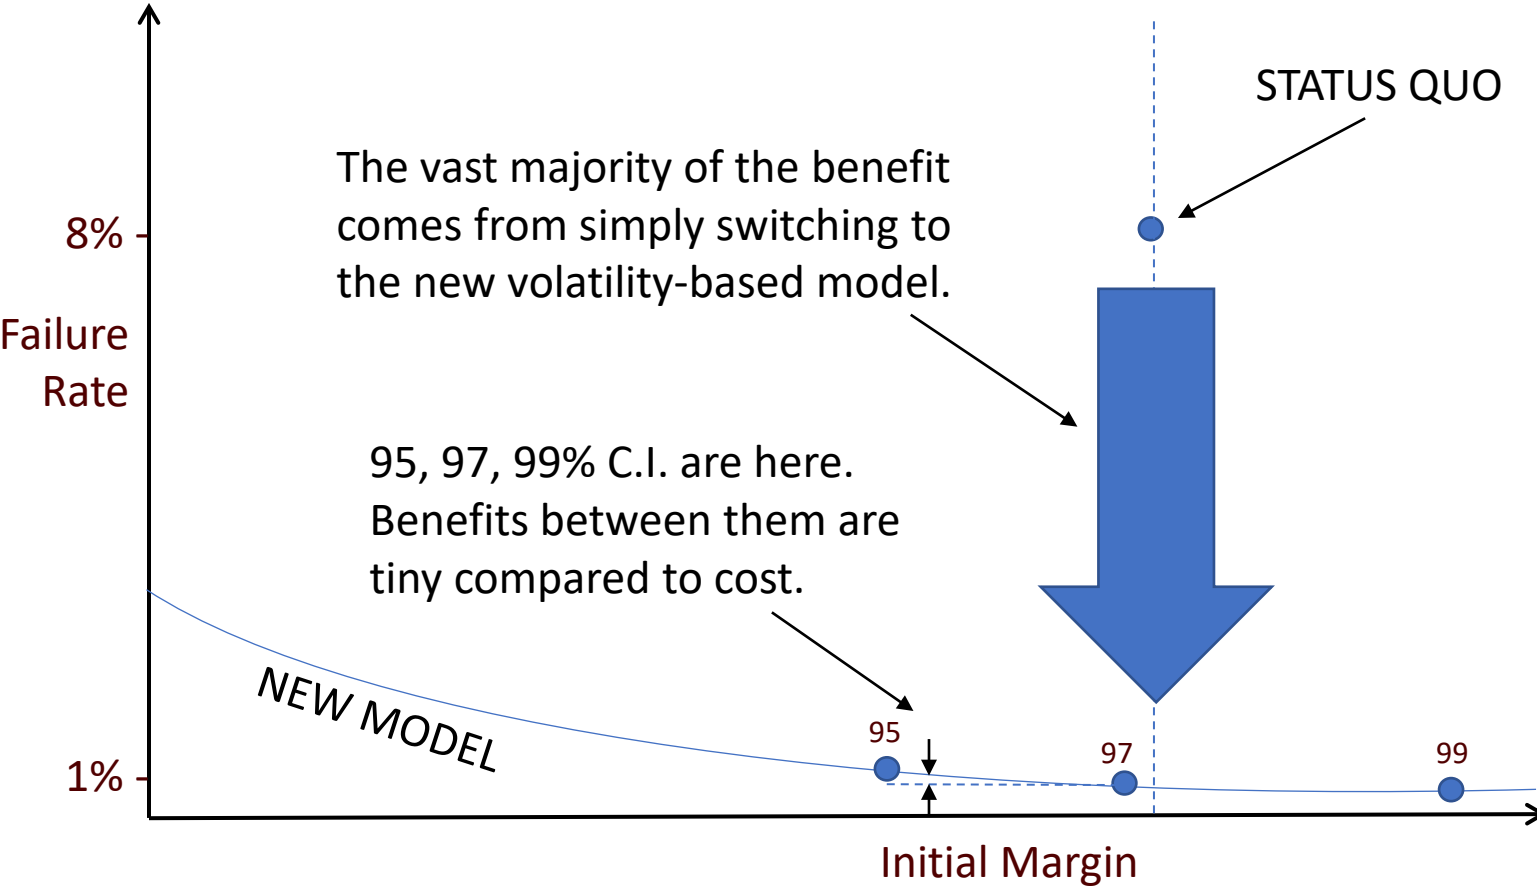 STATUS QUO
The vast majority of the benefit
comes from simply switching to
the new volatility-based model.
8%
Failure
Rate
95, 97, 99% C.I. are here.
Benefits between them are
tiny compared to cost.
NEW MODEL
95
97
99
1%
Initial Margin